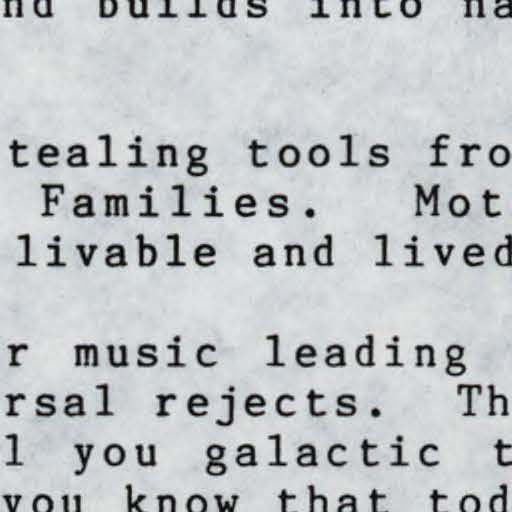 nd builds into ha
tealing tools fro
Families. Mot
livable and lived
r music leading
rsal rejects. Th
l you galactic t
you know that tod